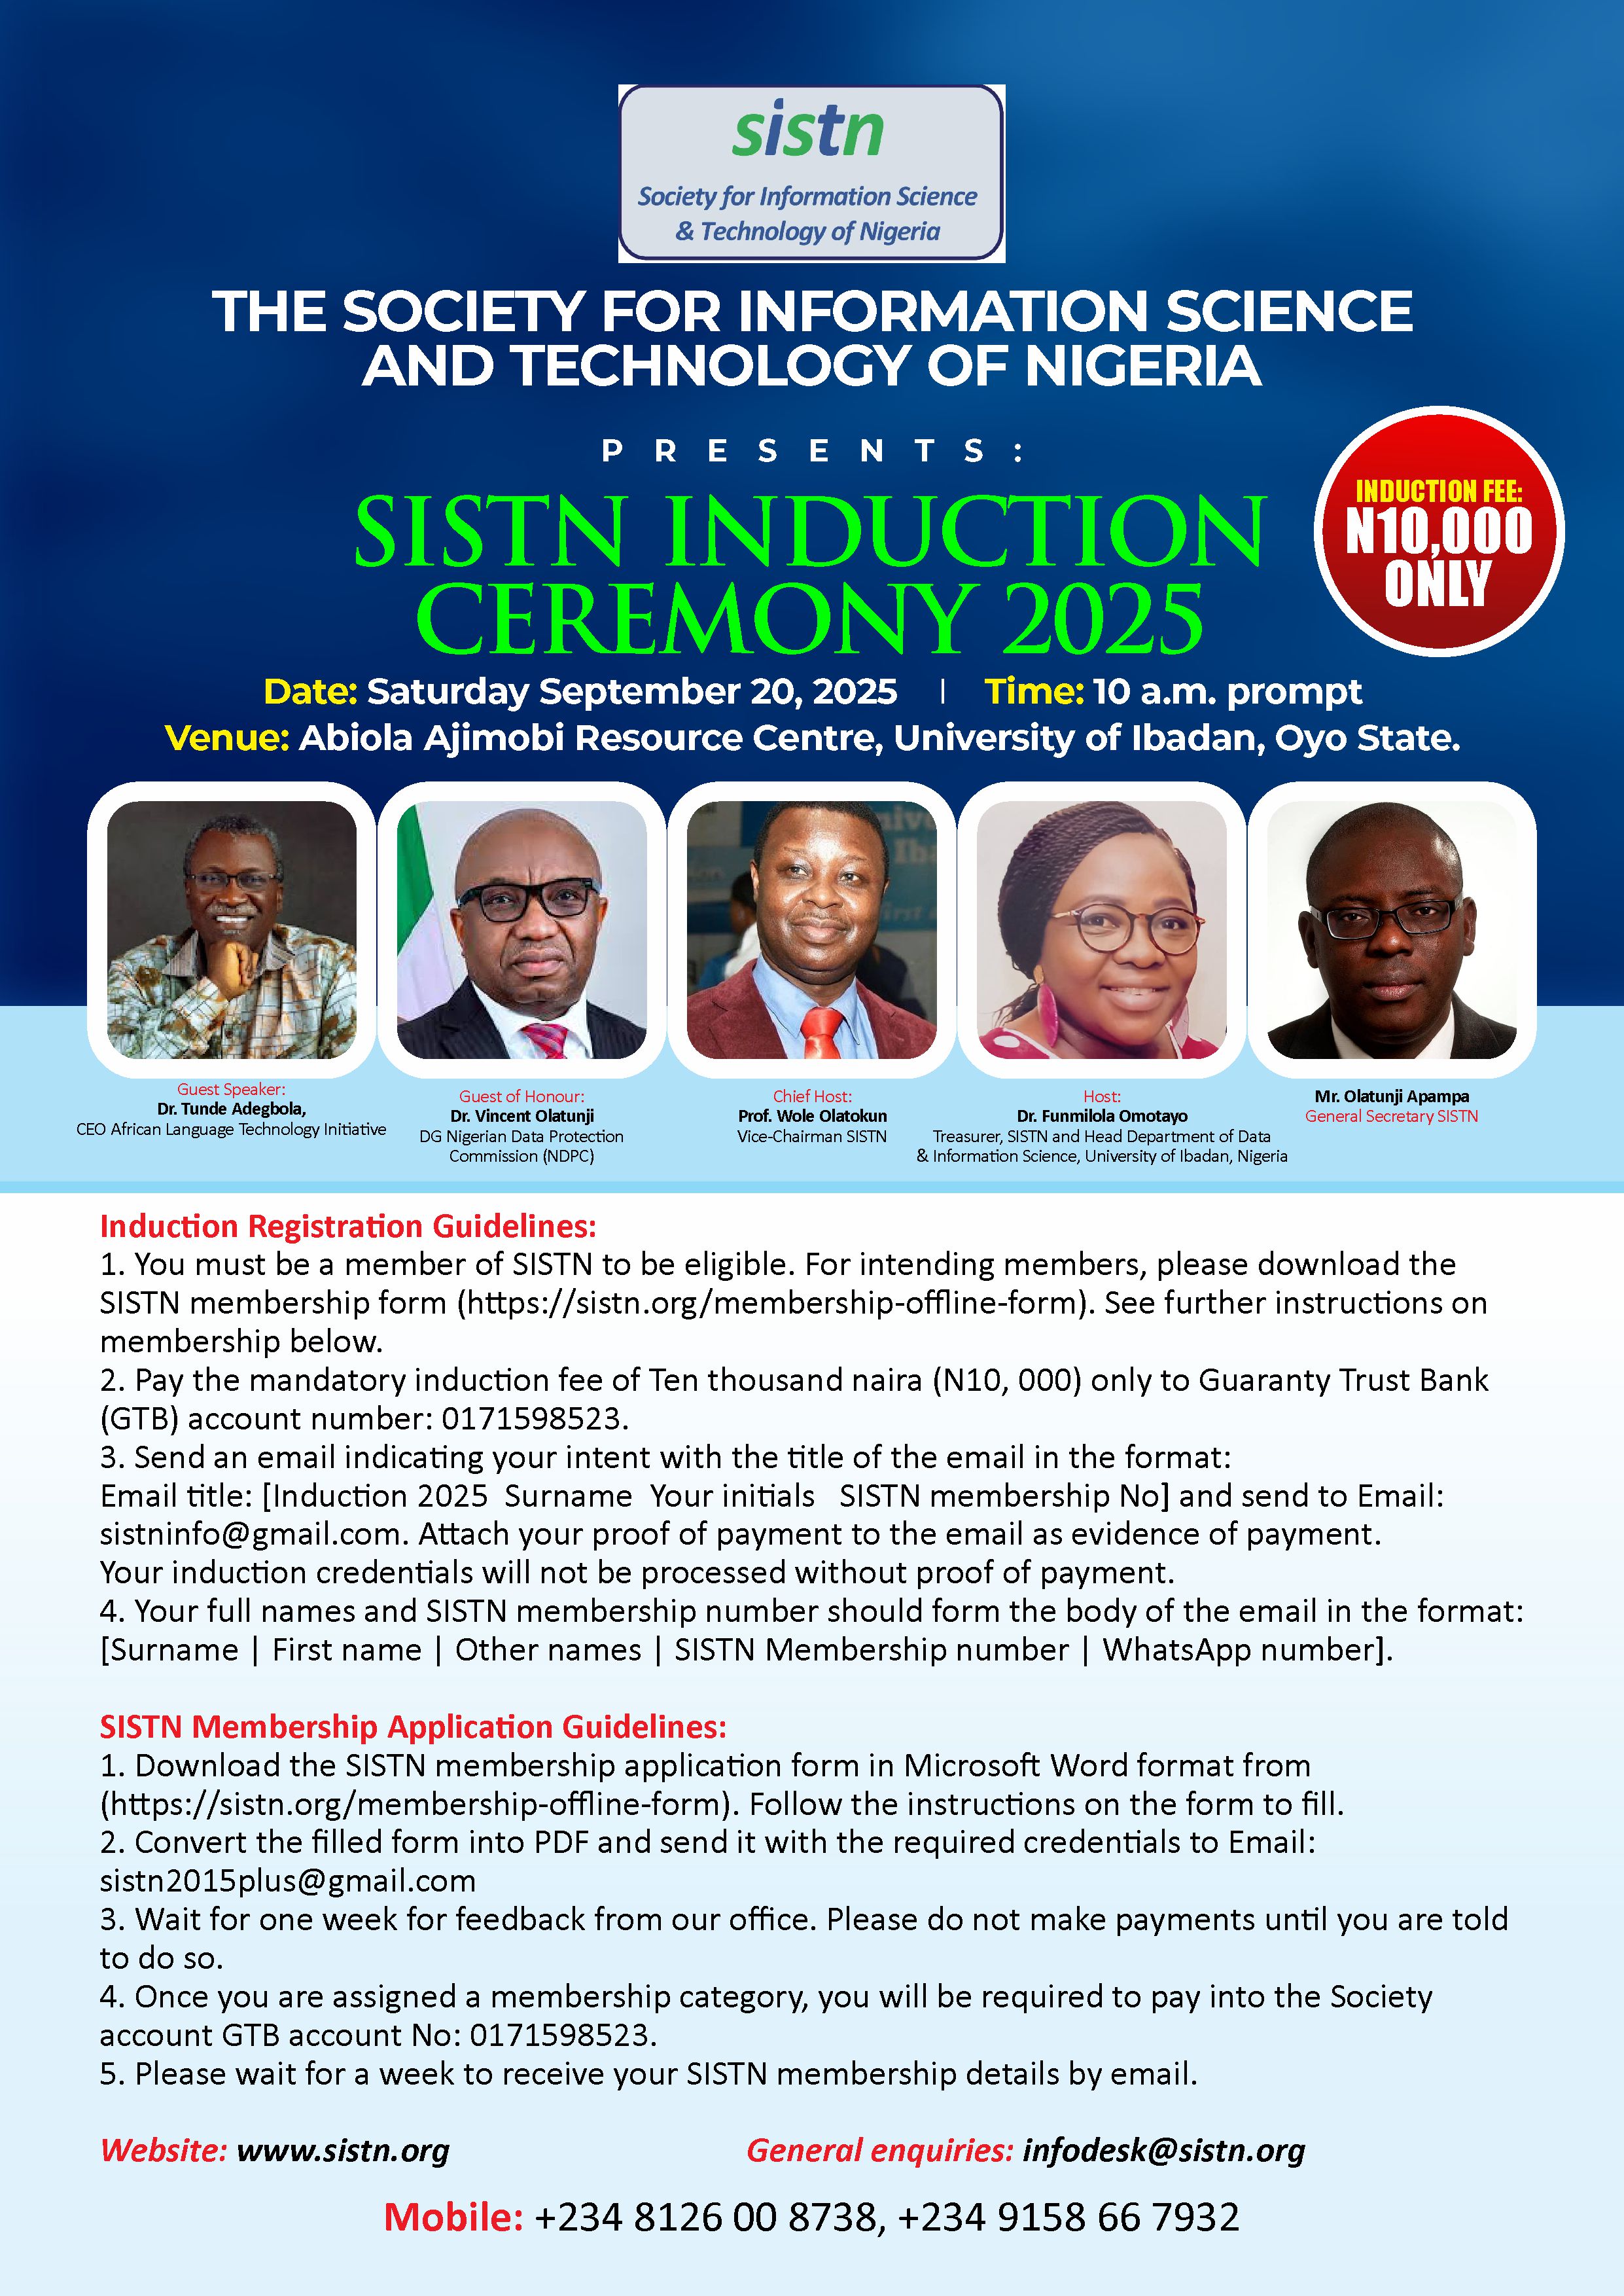 sistn
Society for Information Science
& Technology of Nigeria
THE SOCIETY FOR INFORMATION SCIENCE
AND TECHNOLOGY OF NIGERIA
PRESENTS:
SISTN INDUCTION
CEREMONY 2025
INDUCTION FEE:
N10,000
ONLY
Date: Saturday September 20, 2025 | Time: 10 a.m. prompt
Venue: Abiola Ajimobi Resource Centre, University of Ibadan, Oyo State.
Guest Speaker:
Dr. Tunde Adegbola,
CEO African Language Technology Initiative
Guest of Honour:
Dr. Vincent Olatunji
DG Nigerian Data Protection
Commission (NDPC)
Chief Host:
Prof. Wole Olatokun
Vice-Chairman SISTN
Host:
Dr. Funmilola Omotayo
Treasurer, SISTN and Head Department of Data
& Information Science, University of Ibadan, Nigeria
Mr. Olatunji Apampa
General Secretary SISTN
Induction Registration Guidelines:
1. You must be a member of SISTN to be eligible. For intending members, please download the
SISTN membership form (https://sistn.org/membership-offline-form). See further instructions on
membership below.
2. Pay the mandatory induction fee of Ten thousand naira (N10, 000) only to Guaranty Trust Bank
(GTB) account number: 0171598523.
3. Send an email indicating your intent with the title of the email in the format:
Email title: [Induction 2025 Surname Your initials SISTN membership No] and send to Email:
sistninfo@gmail.com. Attach your proof of payment to the email as evidence of payment.
Your induction credentials will not be processed without proof of payment.
4. Your full names and SISTN membership number should form the body of the email in the format:
[Surname | First name | Other names | SISTN Membership number | WhatsApp number].
SISTN Membership Application Guidelines:
1. Download the SISTN membership application form in Microsoft Word format from
(https://sistn.org/membership-offline-form). Follow the instructions on the form to fill.
2. Convert the filled form into PDF and send it with the required credentials to Email:
sistn2015plus@gmail.com
3. Wait for one week for feedback from our office. Please do not make payments until you are told
to do so.
4. Once you are assigned a membership category, you will be required to pay into the Society
account GTB account No: 0171598523.
5. Please wait for a week to receive your SISTN membership details by email.
Website: www.sistn.org General enquiries: infodesk@sistn.org
Mobile: +234 8126 00 8738, +234 9158 66 7932